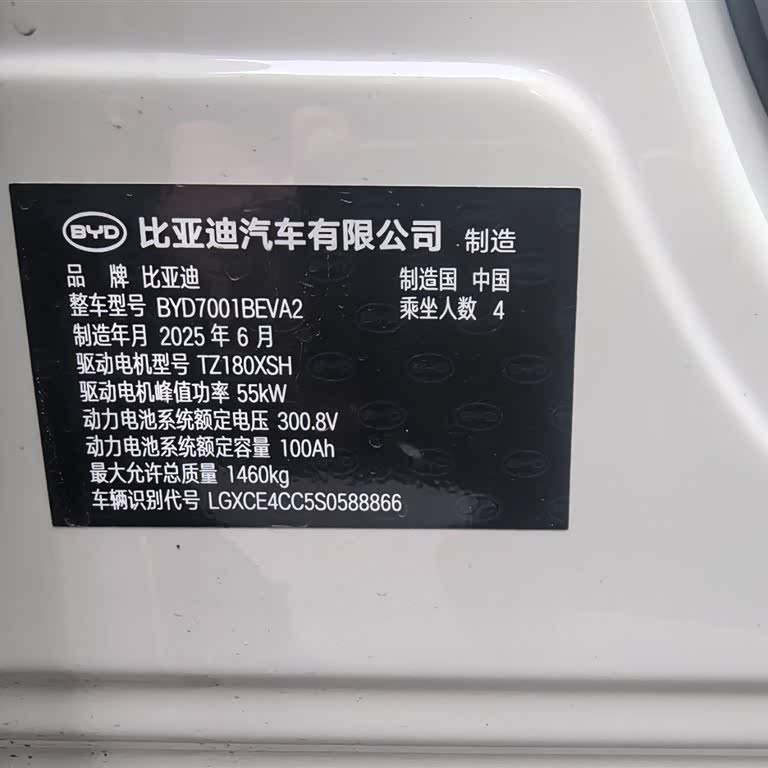 BYD 比亚迪汽车有限公司 制造
品 牌 比亚迪 制造国 中国
整车型号 BYD7001BEVA2 乘坐人数 4
制造年月 2025 年 6 月
驱动电机型号 TZ180XSH
驱动电机峰值功率 55kW
动力电池系统额定电压 300.8V
动力电池系统额定容量 100Ah
最大允许总质量 1460kg
车辆识别代号 LGXCE4CC5S0588866